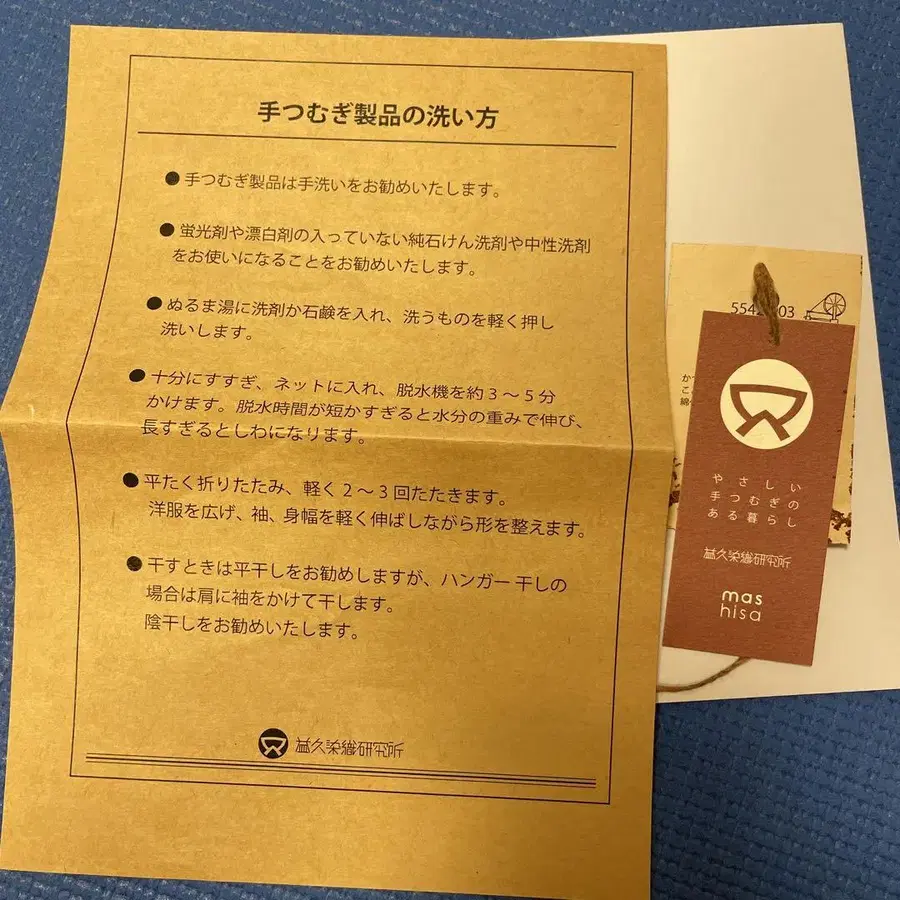 手つむぎ製品の洗い方
●手つむぎ製品は手洗いをお勧めいたします。
●蛍光剤や漂白剤の入っていない純石けん洗剤や中性洗剤
をお使いになることをお勧めいたします。
●ぬるま湯に洗剤か石鹸を入れ、洗うものを軽く押し
洗いします。
●十分にすすぎ、ネットに入れ、脱水機を約3～5分
かけます。脱水時間が短かすぎると水分の重みで伸び、
長すぎるとしわになります。
●平たく折りたたみ、軽く2～3回たたきます。
洋服を広げ、袖、身幅を軽く伸ばしながら形を整えます。
●干すときは平干しをお勧めしますが、ハンガー干しの
場合は肩に袖をかけて干します。
陰干しをお勧めいたします。
益久染織研究所
03
やさしい
手つむぎの
ある暮らし
益久染織研究所
mas
hisa